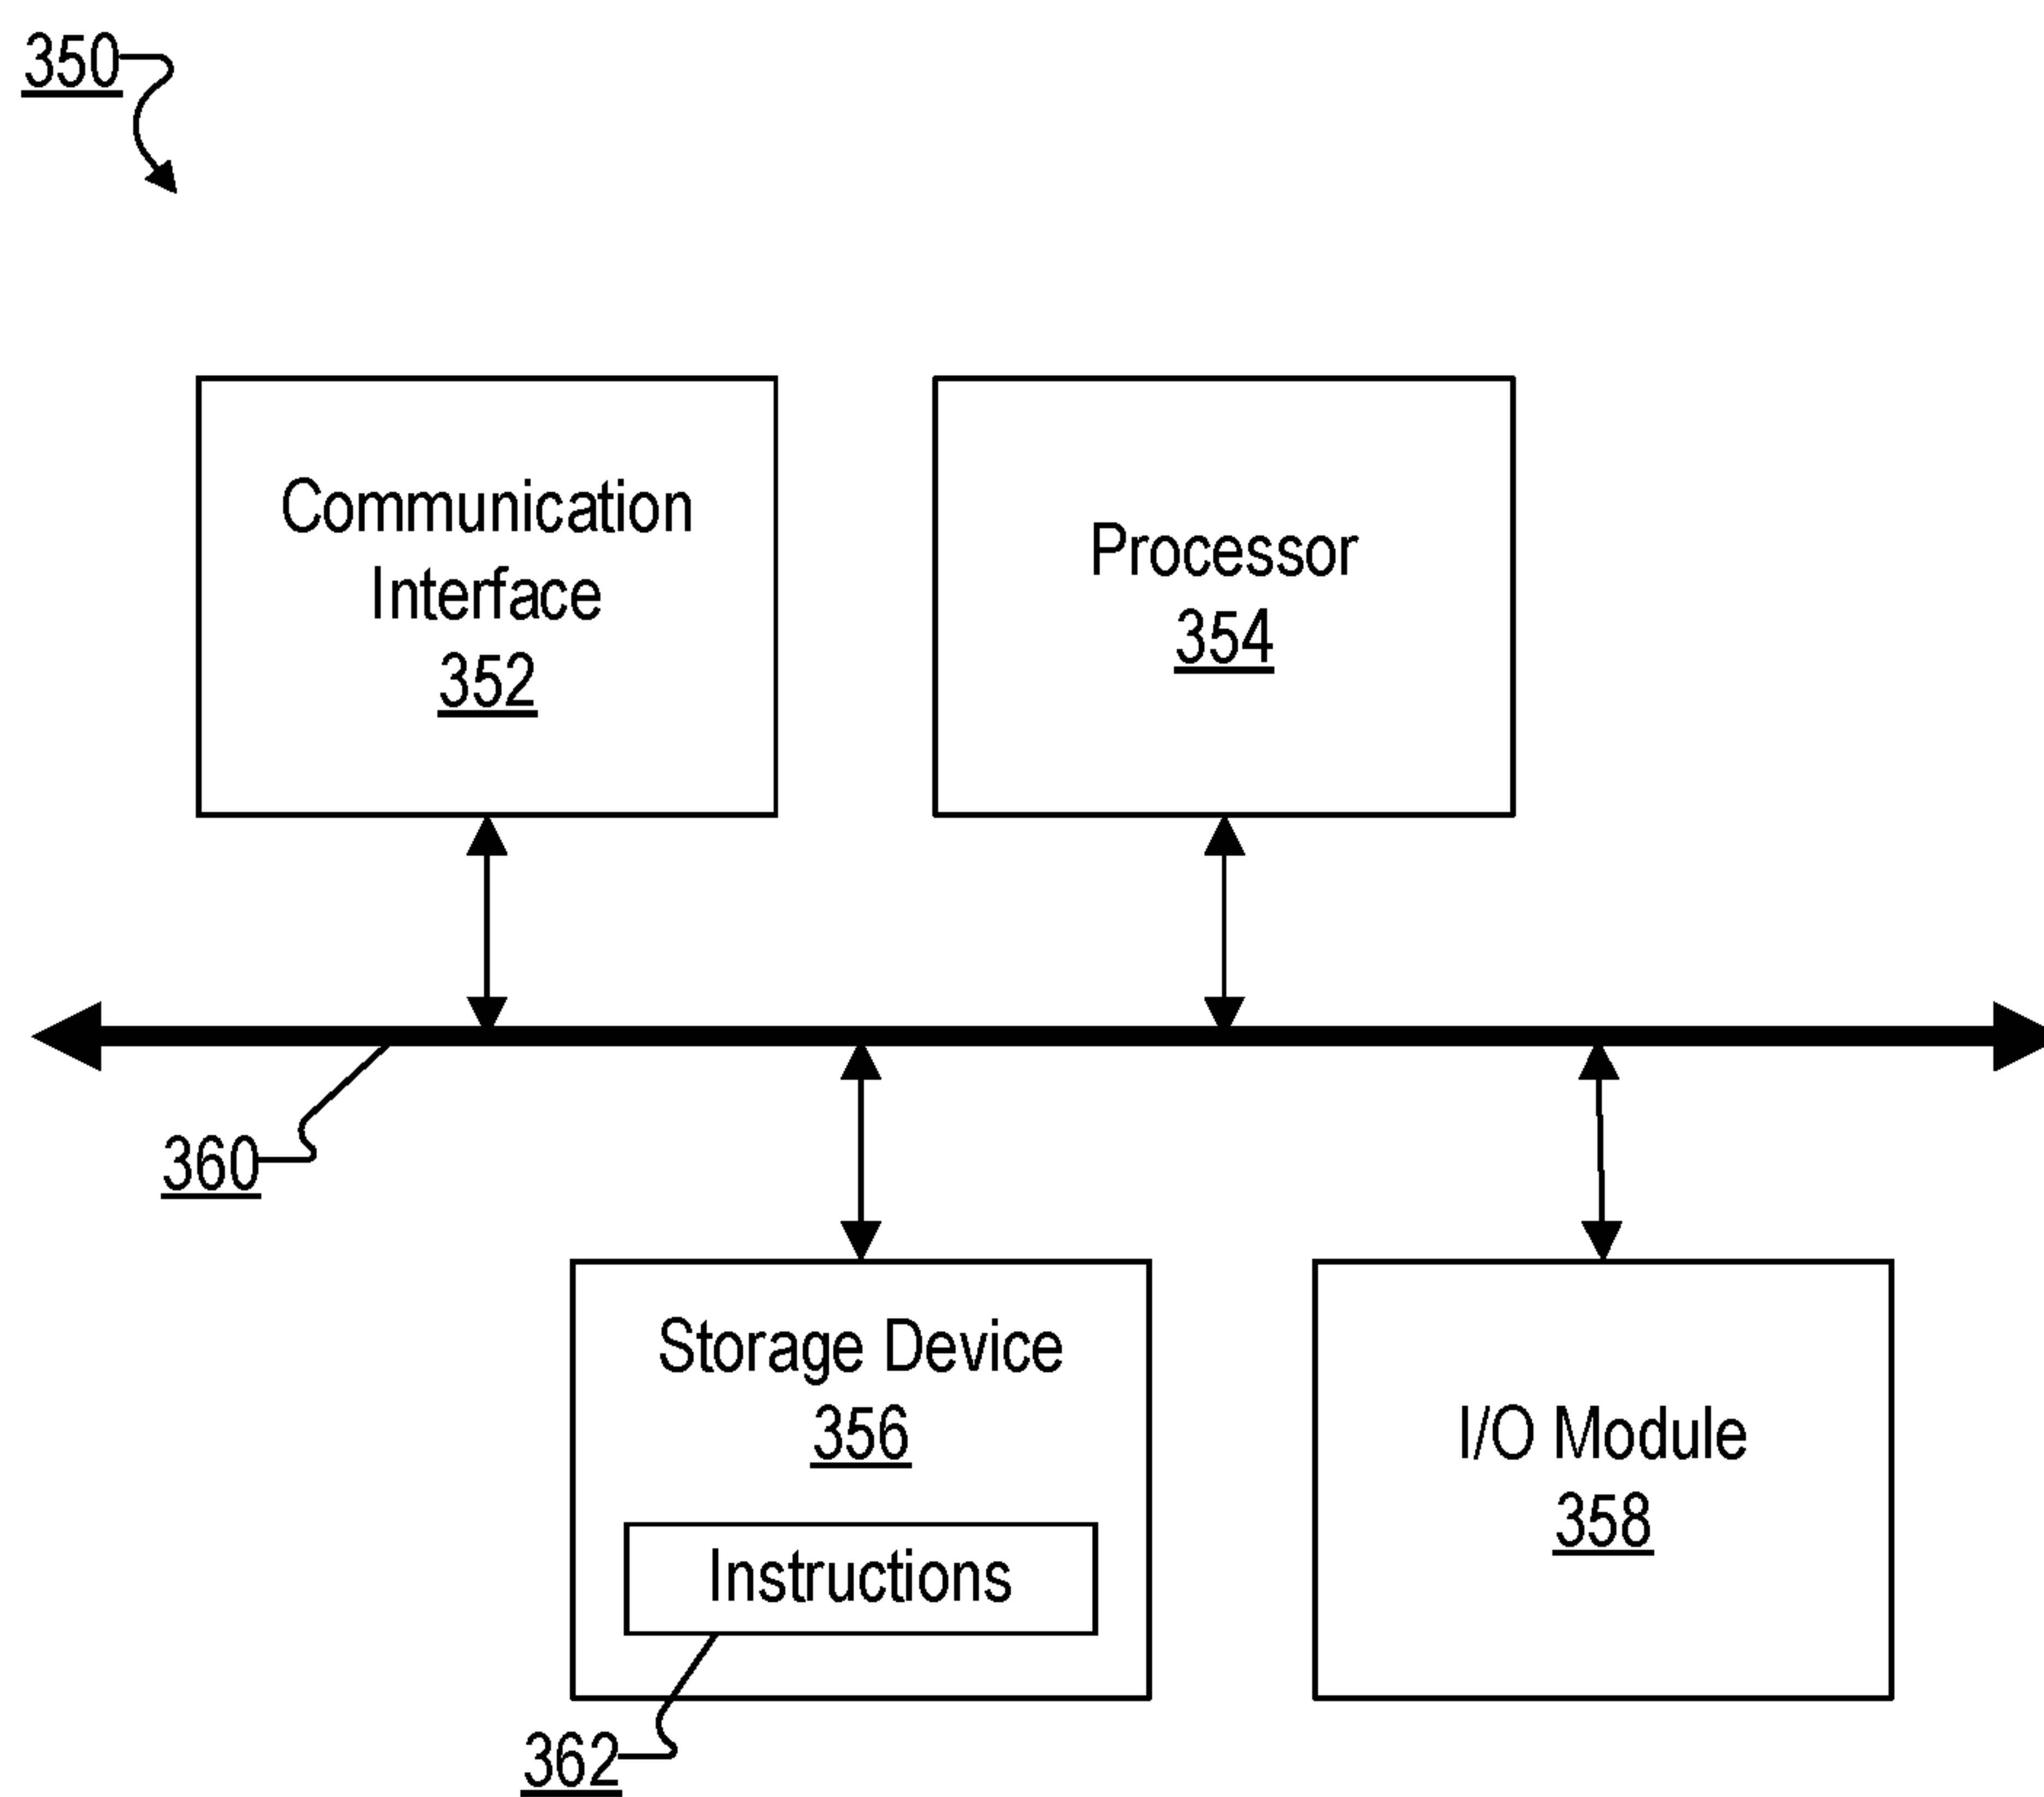 350
Communication
Interface
352
Processor
354
360
Storage Device
356
Instructions
362
I/O Module
358